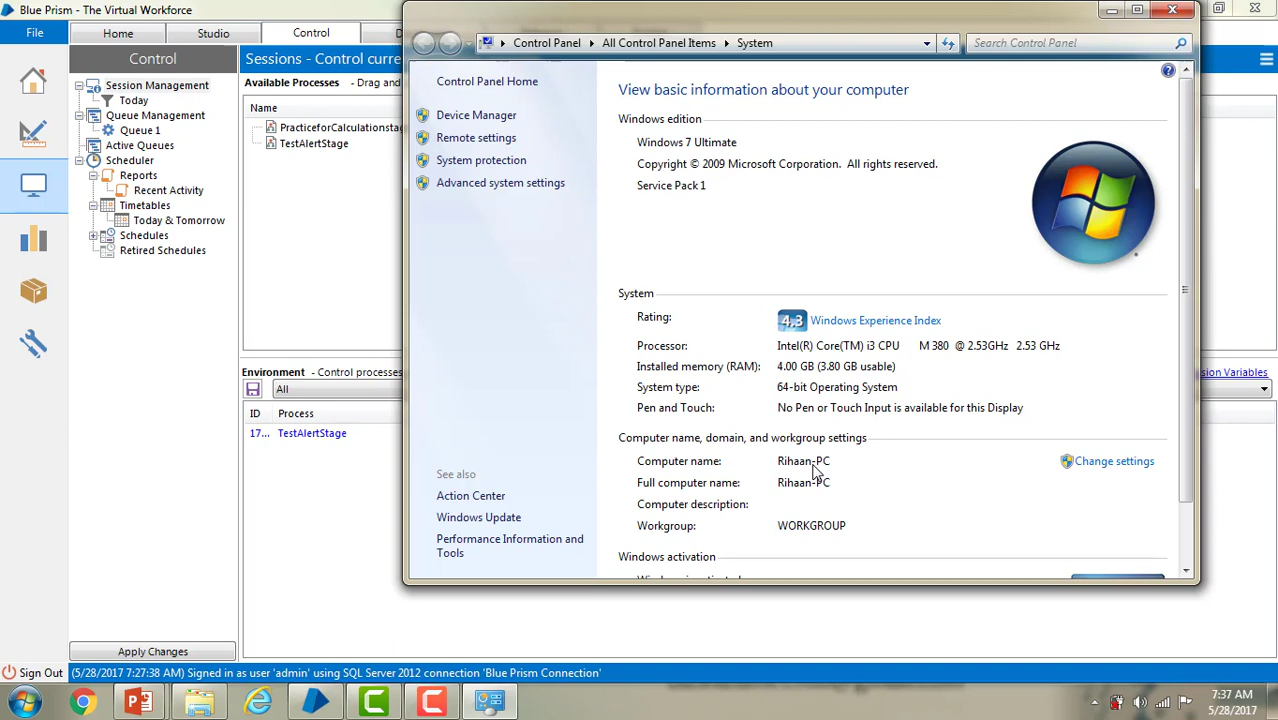 Blue Prism - The Virtual Workforce
File
Home
Studio
Control
D
Control
Session Management
Today
Queue Management
Queue 1
Active Queues
Scheduler
Reports
Recent Activity
Timetables
Today & Tomorrow
Schedules
Retired Schedules
Apply Changes
Sessions - Control curre
Available Processes - Drag and
Name
PracticeforCalculationstag
TestAlertStage
Environment - Control processes
ssion Variables
All
ID Process
17... TestAlertStage
Control Panel
All Control Panel Items
System
Search Control Panel
Control Panel Home
Device Manager
Remote settings
System protection
Advanced system settings
See also
Action Center
Windows Update
Performance Information and
Tools
View basic information about your computer
Windows edition
Windows 7 Ultimate
Copyright © 2009 Microsoft Corporation. All rights reserved.
Service Pack 1
System
Rating: 4.3 Windows Experience Index
Processor: Intel(R) Core(TM) i3 CPU M 380 @ 2.53GHz 2.53 GHz
Installed memory (RAM): 4.00 GB (3.80 GB usable)
System type: 64-bit Operating System
Pen and Touch: No Pen or Touch Input is available for this Display
Computer name, domain, and workgroup settings
Computer name: Rihaan-PC Change settings
Full computer name: Rihaan-PC
Computer description:
Workgroup: WORKGROUP
Windows activation
Sign Out
(5/28/2017 7:27:38 AM) Signed in as user 'admin' using SQL Server 2012 connection 'Blue Prism Connection'
7:37 AM
5/28/2017